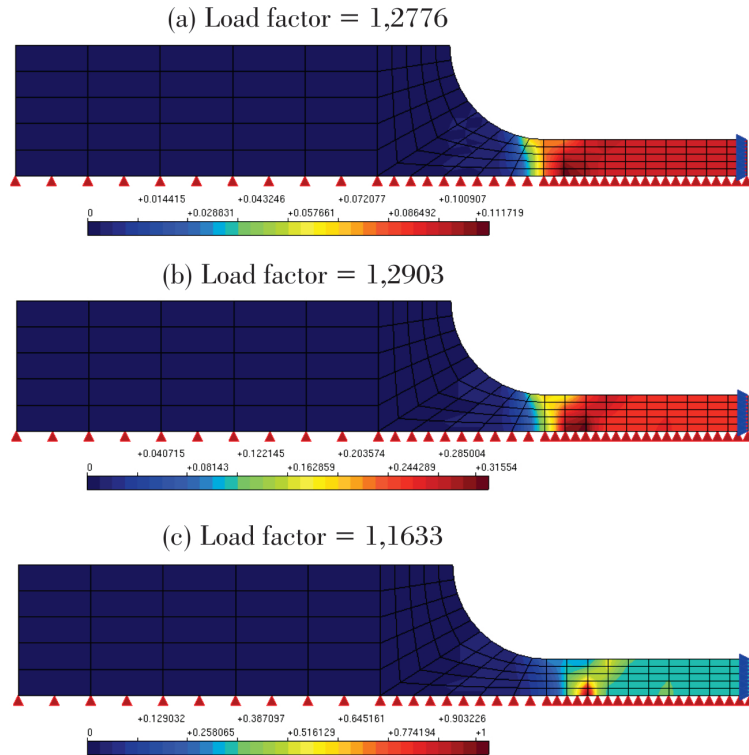 (a) Load factor = 1,2776
+0.014415 +0.043246 +0.072077 +0.100907
0 +0.028831 +0.057661 +0.086492 +0.111719
(b) Load factor = 1,2903
+0.040715 +0.122145 +0.203574 +0.285004
0 +0.08143 +0.162859 +0.244289 +0.31554
(c) Load factor = 1,1633
+0.129032 +0.387097 +0.645161 +0.903226
0 +0.258065 +0.516129 +0.774194 +1